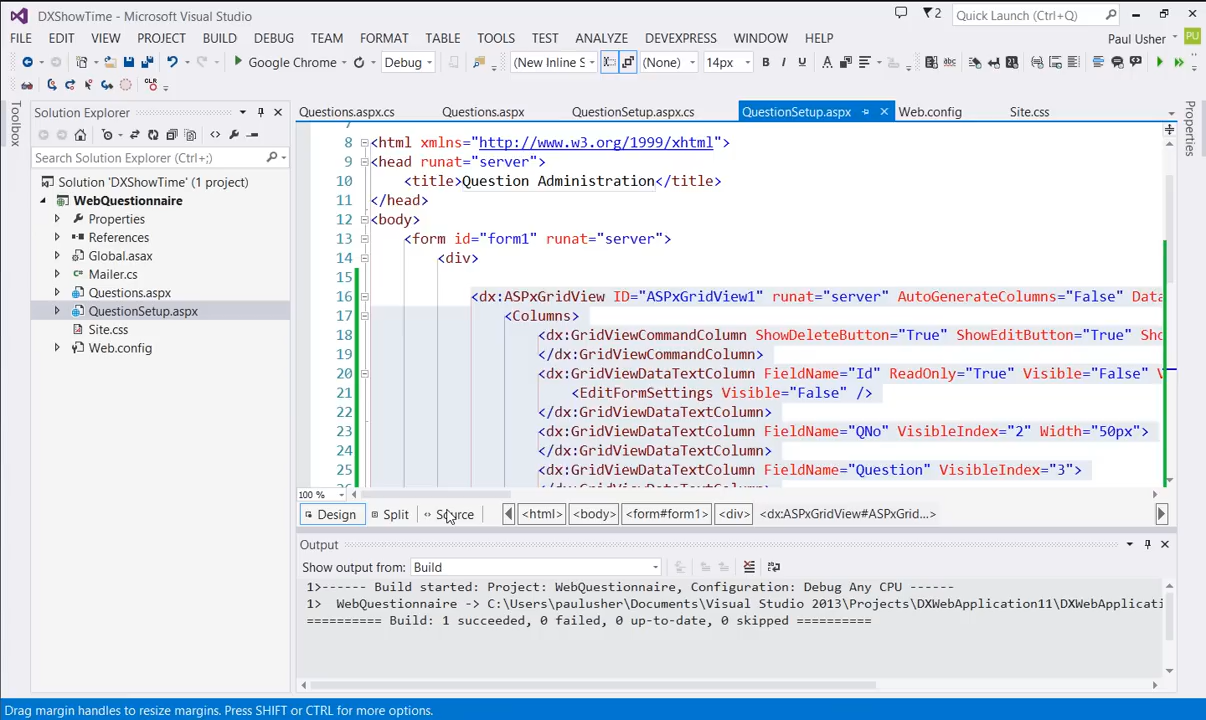 DXShowTime - Microsoft Visual Studio
2
Quick Launch (Ctrl+Q)
FILE EDIT VIEW PROJECT BUILD DEBUG TEAM FORMAT TABLE TOOLS TEST ANALYZE DEVEXPRESS WINDOW HELP
Paul Usher PU
Google Chrome Debug (New Inline S (None) 14px B I U A
CLR
Toolbox
Solution Explorer
Search Solution Explorer (Ctrl+;)
Solution 'DXShowTime' (1 project)
WebQuestionnaire
Properties
References
Global.asax
Mailer.cs
Questions.aspx
QuestionSetup.aspx
Site.css
Web.config
Questions.aspx.cs Questions.aspx QuestionSetup.aspx.cs QuestionSetup.aspx Web.config Site.css
Properties
8 <html xmlns="http://www.w3.org/1999/xhtml">
9 <head runat="server">
10 <title>Question Administration</title>
11 </head>
12 <body>
13 <form id="form1" runat="server">
14 <div>
15
16 <dx:ASPxGridView ID="ASPxGridView1" runat="server" AutoGenerateColumns="False" Data
17 <Columns>
18 <dx:GridViewCommandColumn ShowDeleteButton="True" ShowEditButton="True" Sho
19 </dx:GridViewCommandColumn>
20 <dx:GridViewDataTextColumn FieldName="Id" ReadOnly="True" Visible="False" V
21 <EditFormSettings Visible="False" />
22 </dx:GridViewDataTextColumn>
23 <dx:GridViewDataTextColumn FieldName="QNo" VisibleIndex="2" Width="50px">
24 </dx:GridViewDataTextColumn>
25 <dx:GridViewDataTextColumn FieldName="Question" VisibleIndex="3">
100 %
Design Split Source <html> <body> <form#form1> <div> <dx:ASPxGridView#ASPxGrid...>
Output
Show output from: Build
1>------ Build started: Project: WebQuestionnaire, Configuration: Debug Any CPU ------
1> WebQuestionnaire -> C:\Users\paulusher\Documents\Visual Studio 2013\Projects\DXWebApplication11\DXWebApplicati
========== Build: 1 succeeded, 0 failed, 0 up-to-date, 0 skipped ==========
Drag margin handles to resize margins. Press SHIFT or CTRL for more options.